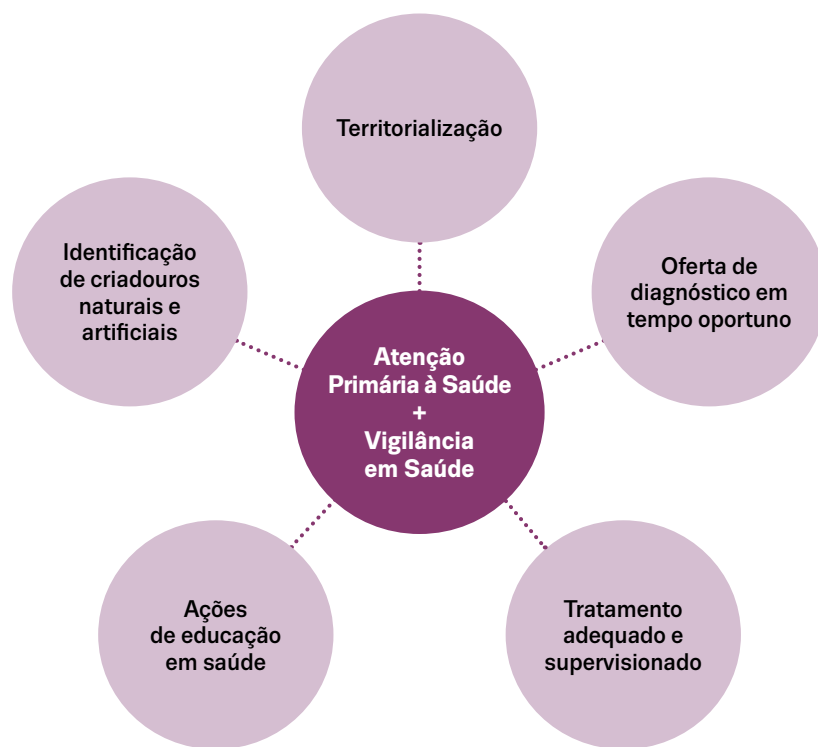 Territorialização
Identificação
de criadouros
naturais e
artificiais
Oferta de
diagnóstico em
tempo oportuno
Atenção
Primária à Saúde
+
Vigilância
em Saúde
Ações
de educação
em saúde
Tratamento
adequado e
supervisionado